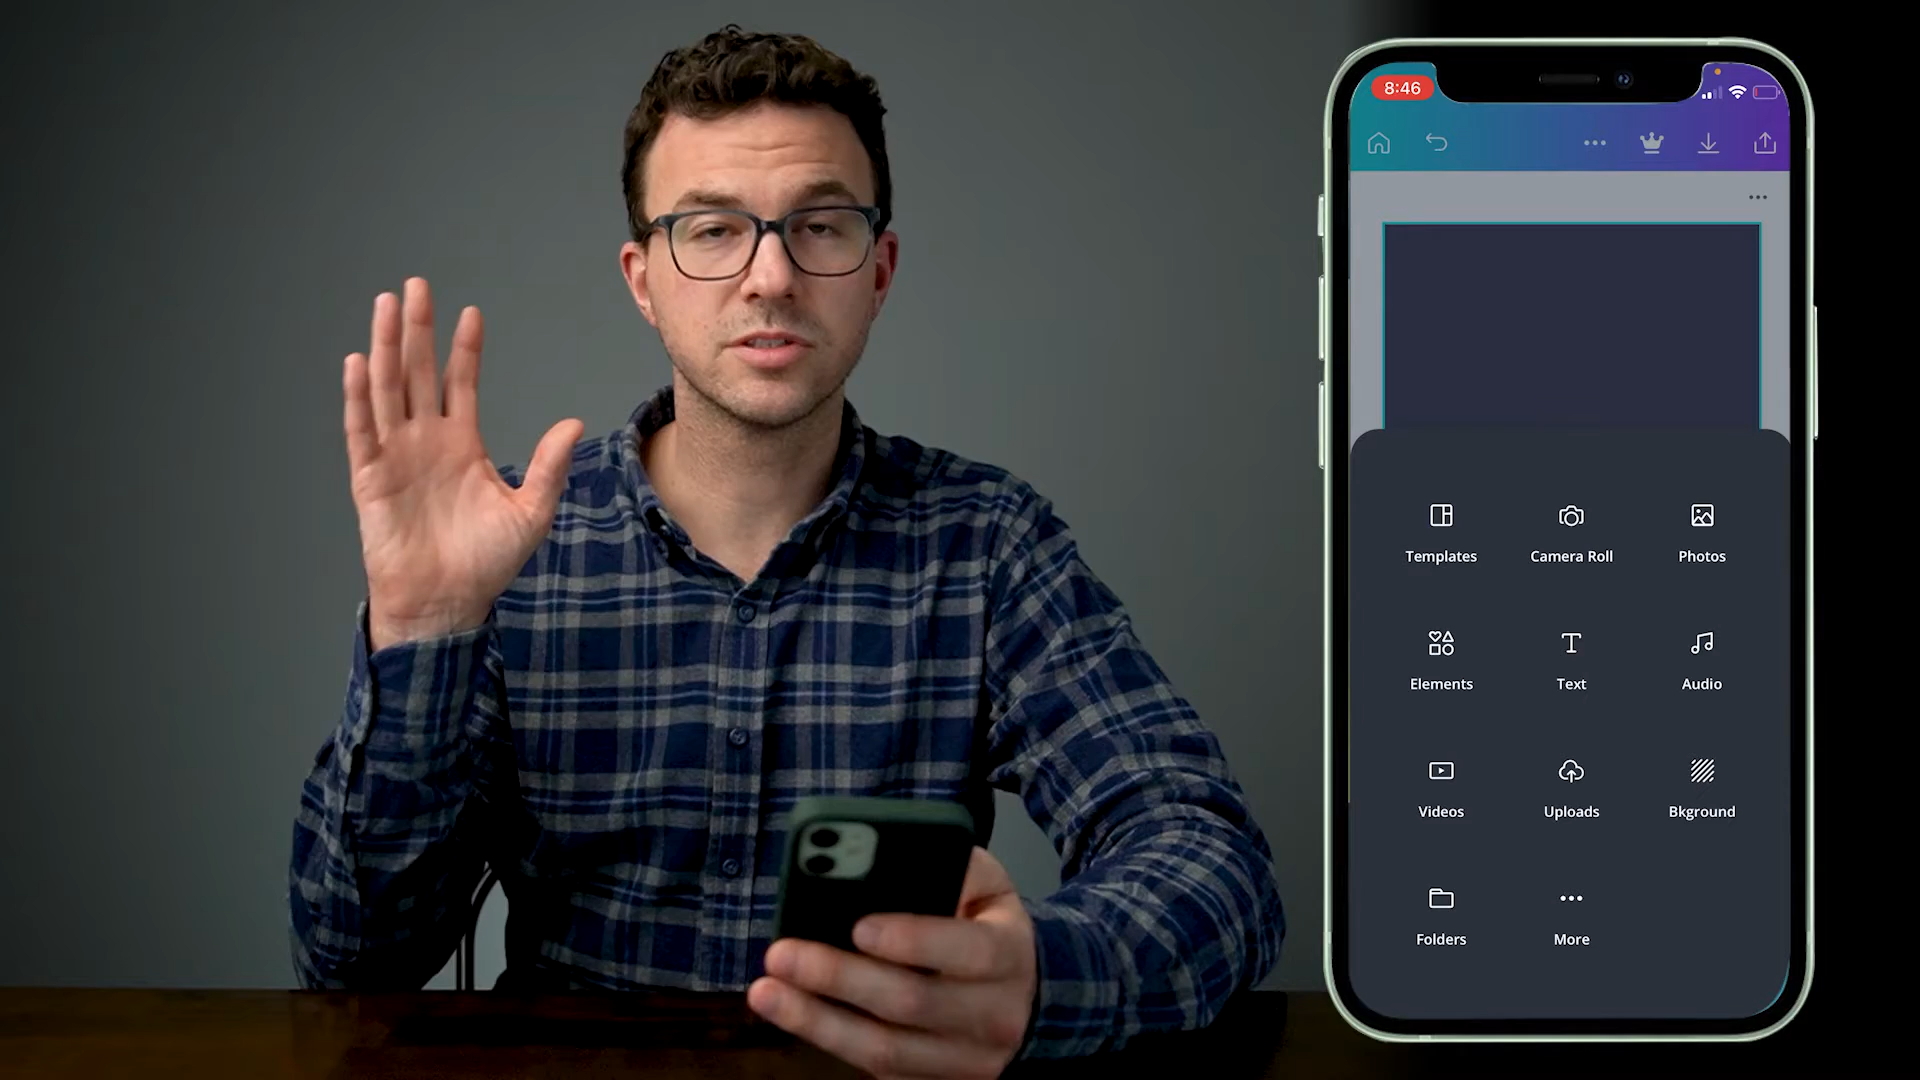 8:46
Templates
Camera Roll
Photos
Elements
Text
Audio
Videos
Uploads
Bkground
Folders
More